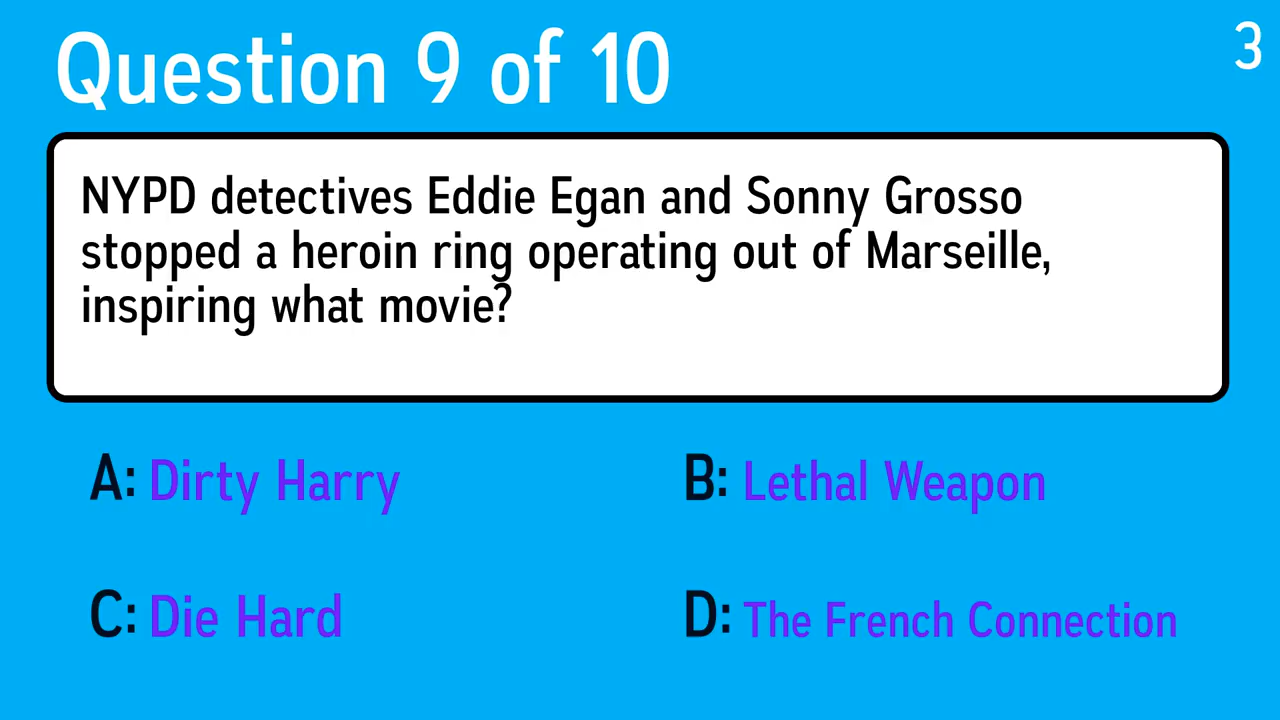 Question 9 of 10
3
NYPD detectives Eddie Egan and Sonny Grosso
stopped a heroin ring operating out of Marseille,
inspiring what movie?
A: Dirty Harry
B: Lethal Weapon
C: Die Hard
D: The French Connection